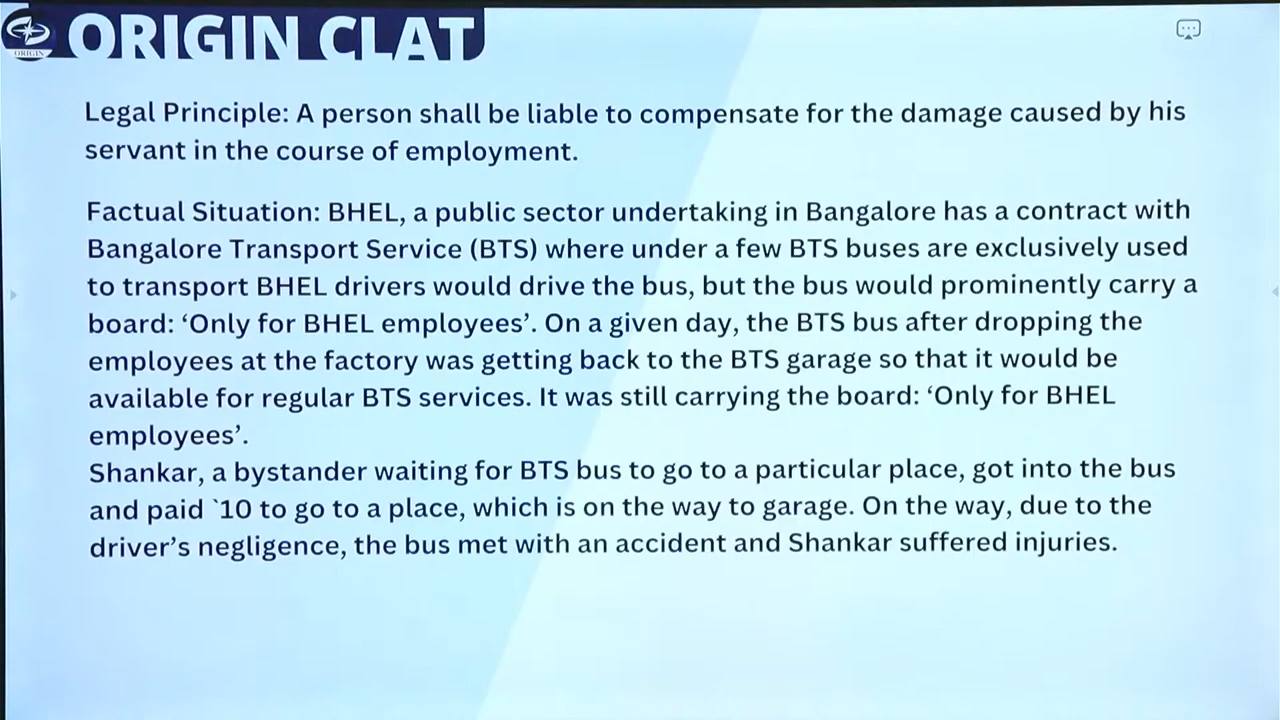 ORIGIN CLAT
ORIGIN
Legal Principle: A person shall be liable to compensate for the damage caused by his
servant in the course of employment.
Factual Situation: BHEL, a public sector undertaking in Bangalore has a contract with
Bangalore Transport Service (BTS) where under a few BTS buses are exclusively used
to transport BHEL drivers would drive the bus, but the bus would prominently carry a
board: ‘Only for BHEL employees’. On a given day, the BTS bus after dropping the
employees at the factory was getting back to the BTS garage so that it would be
available for regular BTS services. It was still carrying the board: ‘Only for BHEL
employees’.
Shankar, a bystander waiting for BTS bus to go to a particular place, got into the bus
and paid `10 to go to a place, which is on the way to garage. On the way, due to the
driver’s negligence, the bus met with an accident and Shankar suffered injuries.